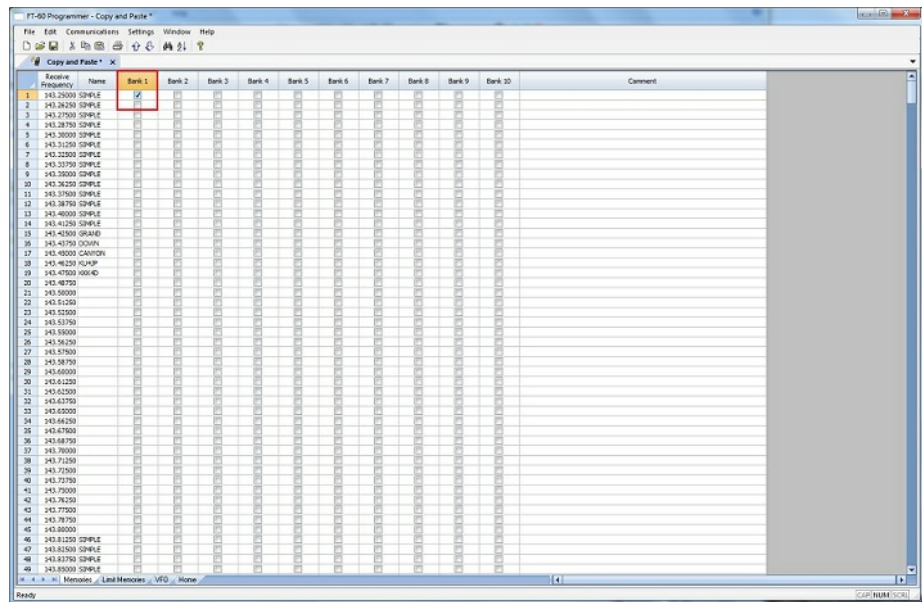 FT-60 Programmer - Copy and Paste *
File Edit Communications Settings Window Help
Copy and Paste * X
Receive Frequency Name Bank 1 Bank 2 Bank 3 Bank 4 Bank 5 Bank 6 Bank 7 Bank 8 Bank 9 Bank 10 Comment
1 143.25000 SIMPLE
2 143.26250 SIMPLE
3 143.27500 SIMPLE
4 143.28750 SIMPLE
5 143.30000 SIMPLE
6 143.31250 SIMPLE
7 143.32500 SIMPLE
8 143.33750 SIMPLE
9 143.35000 SIMPLE
10 143.36250 SIMPLE
11 143.37500 SIMPLE
12 143.38750 SIMPLE
13 143.40000 SIMPLE
14 143.41250 SIMPLE
15 143.42500 GRAND
16 143.43750 DOWN
17 143.45000 CANYON
18 143.46250
19 143.47500
20 143.48750
21 143.50000
22 143.51250
23 143.52500
24 143.53750
25 143.55000
26 143.56250
27 143.57500
28 143.58750
29 143.60000
30 143.61250
31 143.62500
32 143.63750
33 143.65000
34 143.66250
35 143.67500
36 143.68750
37 143.70000
38 143.71250
39 143.72500
40 143.73750
41 143.75000
42 143.76250
43 143.77500
44 143.78750
45 143.80000
46 143.81250 SIMPLE
47 143.82500 SIMPLE
48 143.83750 SIMPLE
49 143.85000 SIMPLE
Memories Limit Memories VFO Home
Ready CAP NUM SCRL